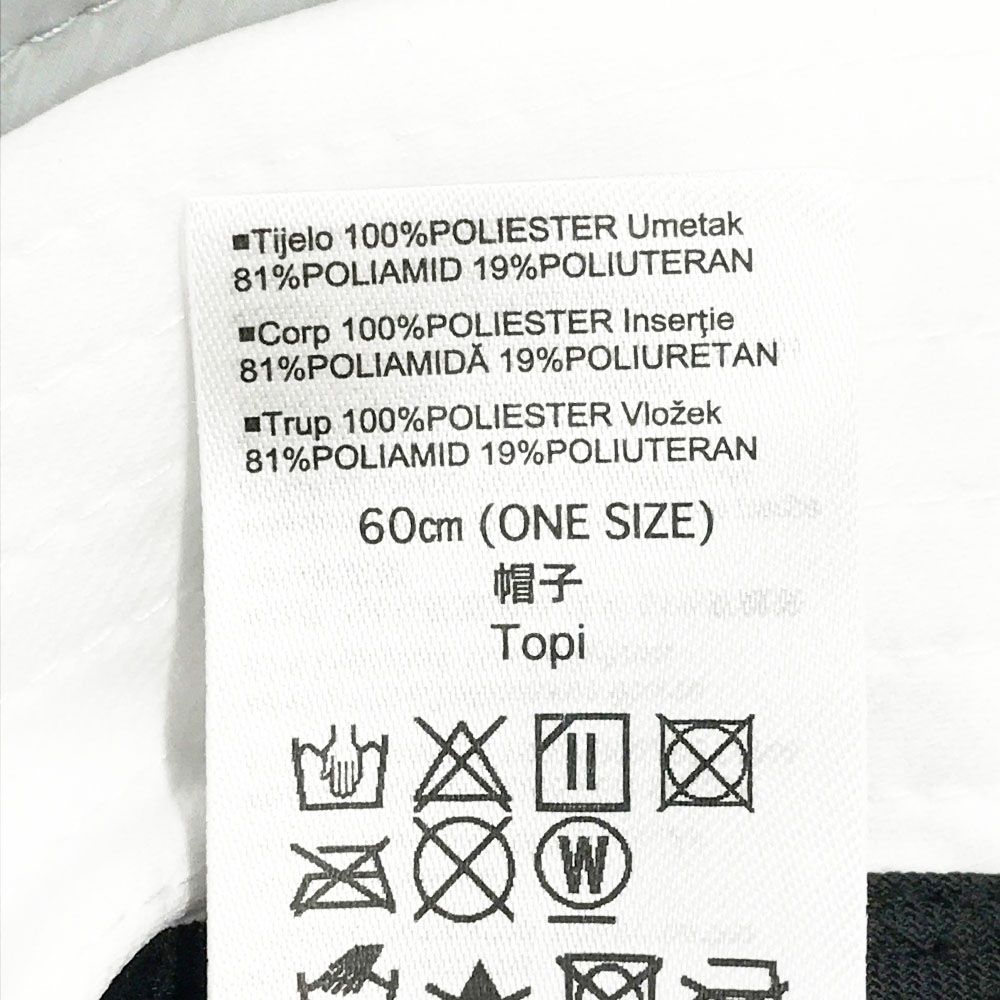 ■Tijelo 100%POLIESTER Umetak
81%POLIAMID 19%POLIUTERAN
■Corp 100%POLIESTER Inserţie
81%POLIAMIDĂ 19%POLIURETAN
■Trup 100%POLIESTER Vložek
81%POLIAMID 19%POLIUTERAN
60cm (ONE SIZE)
帽子
Topi
W